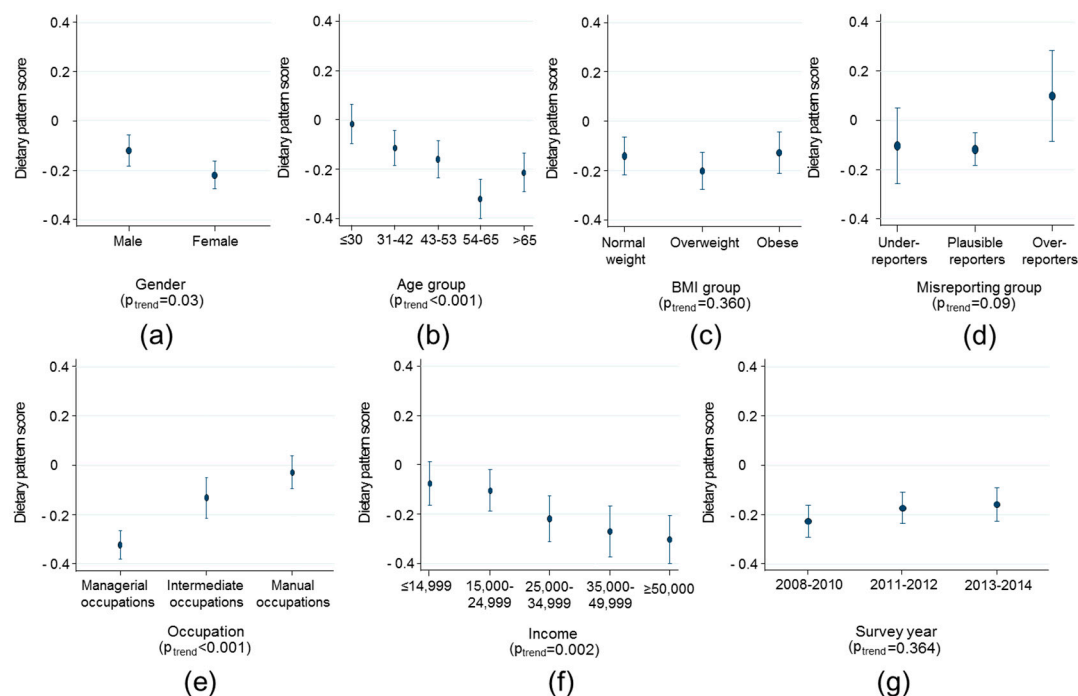 Dietary pattern score
0.4
0.2
0
- 0.2
- 0.4
Male Female
Gender
(ptrend=0.03)
(a)
Dietary pattern score
0.4
0.2
0
- 0.2
- 0.4
≤30 31-42 43-53 54-65 >65
Age group
(ptrend<0.001)
(b)
Dietary pattern score
0.4
0.2
0
- 0.2
- 0.4
Normal Overweight Obese
weight
BMI group
(ptrend=0.360)
(c)
Dietary pattern score
0.4
0.2
0
- 0.2
- 0.4
Under- Plausible Over-
reporters reporters reporters
Misreporting group
(ptrend=0.09)
(d)
Dietary pattern score
0.4
0.2
0
- 0.2
- 0.4
Managerial Intermediate Manual
occupations occupations occupations
Occupation
(ptrend<0.001)
(e)
Dietary pattern score
0.4
0.2
0
- 0.2
- 0.4
≤14,999 15,000- 25,000- 35,000- ≥50,000
24,999 34,999 49,999
Income
(ptrend=0.002)
(f)
Dietary pattern score
0.4
0.2
0
- 0.2
- 0.4
2008-2010 2011-2012 2013-2014
Survey year
(ptrend=0.364)
(g)